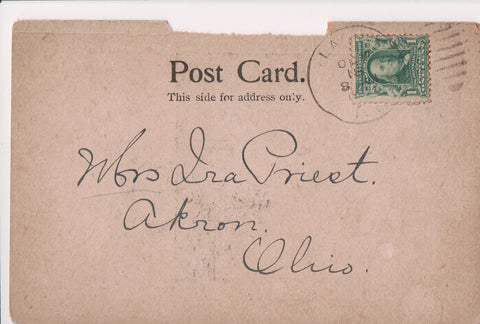 Post Card.
This side for address only.
Mrs Ira Priest.
Akron.
Ohio.